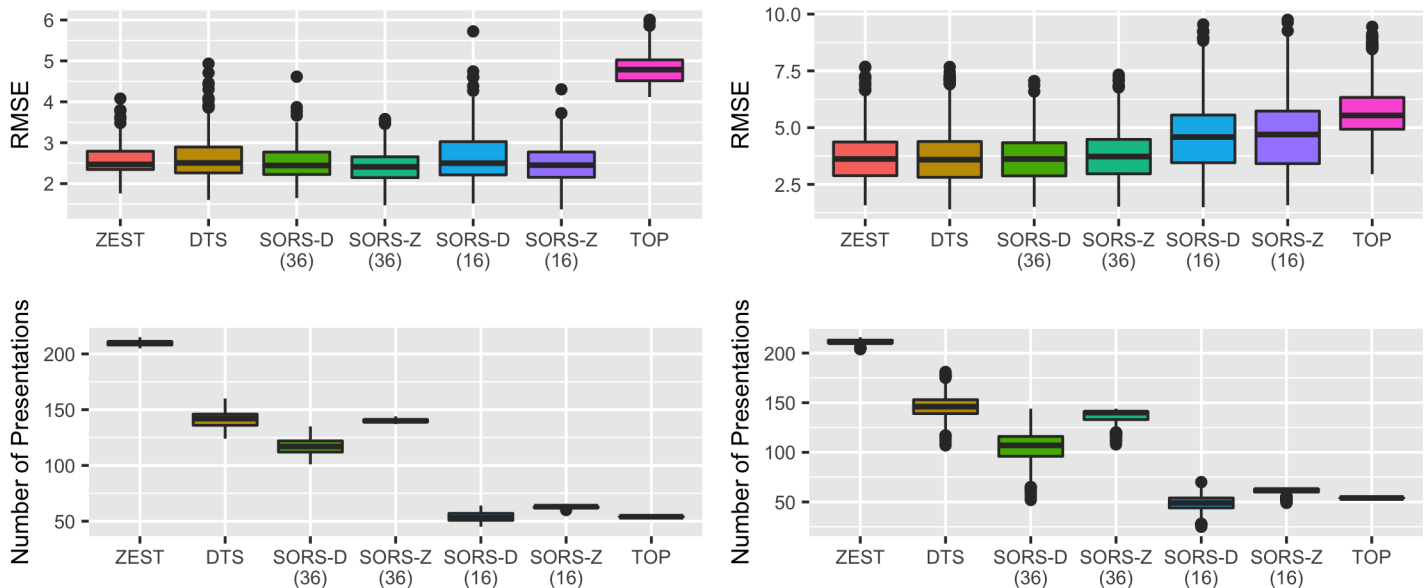 RMSE
6
5
4
3
2
ZEST DTS SORS-D SORS-Z SORS-D SORS-Z TOP
(36) (36) (16) (16)
RMSE
10.0
7.5
5.0
2.5
ZEST DTS SORS-D SORS-Z SORS-D SORS-Z TOP
(36) (36) (16) (16)
Number of Presentations
200
150
100
50
ZEST DTS SORS-D SORS-Z SORS-D SORS-Z TOP
(36) (36) (16) (16)
Number of Presentations
200
150
100
50
ZEST DTS SORS-D SORS-Z SORS-D SORS-Z TOP
(36) (36) (16) (16)